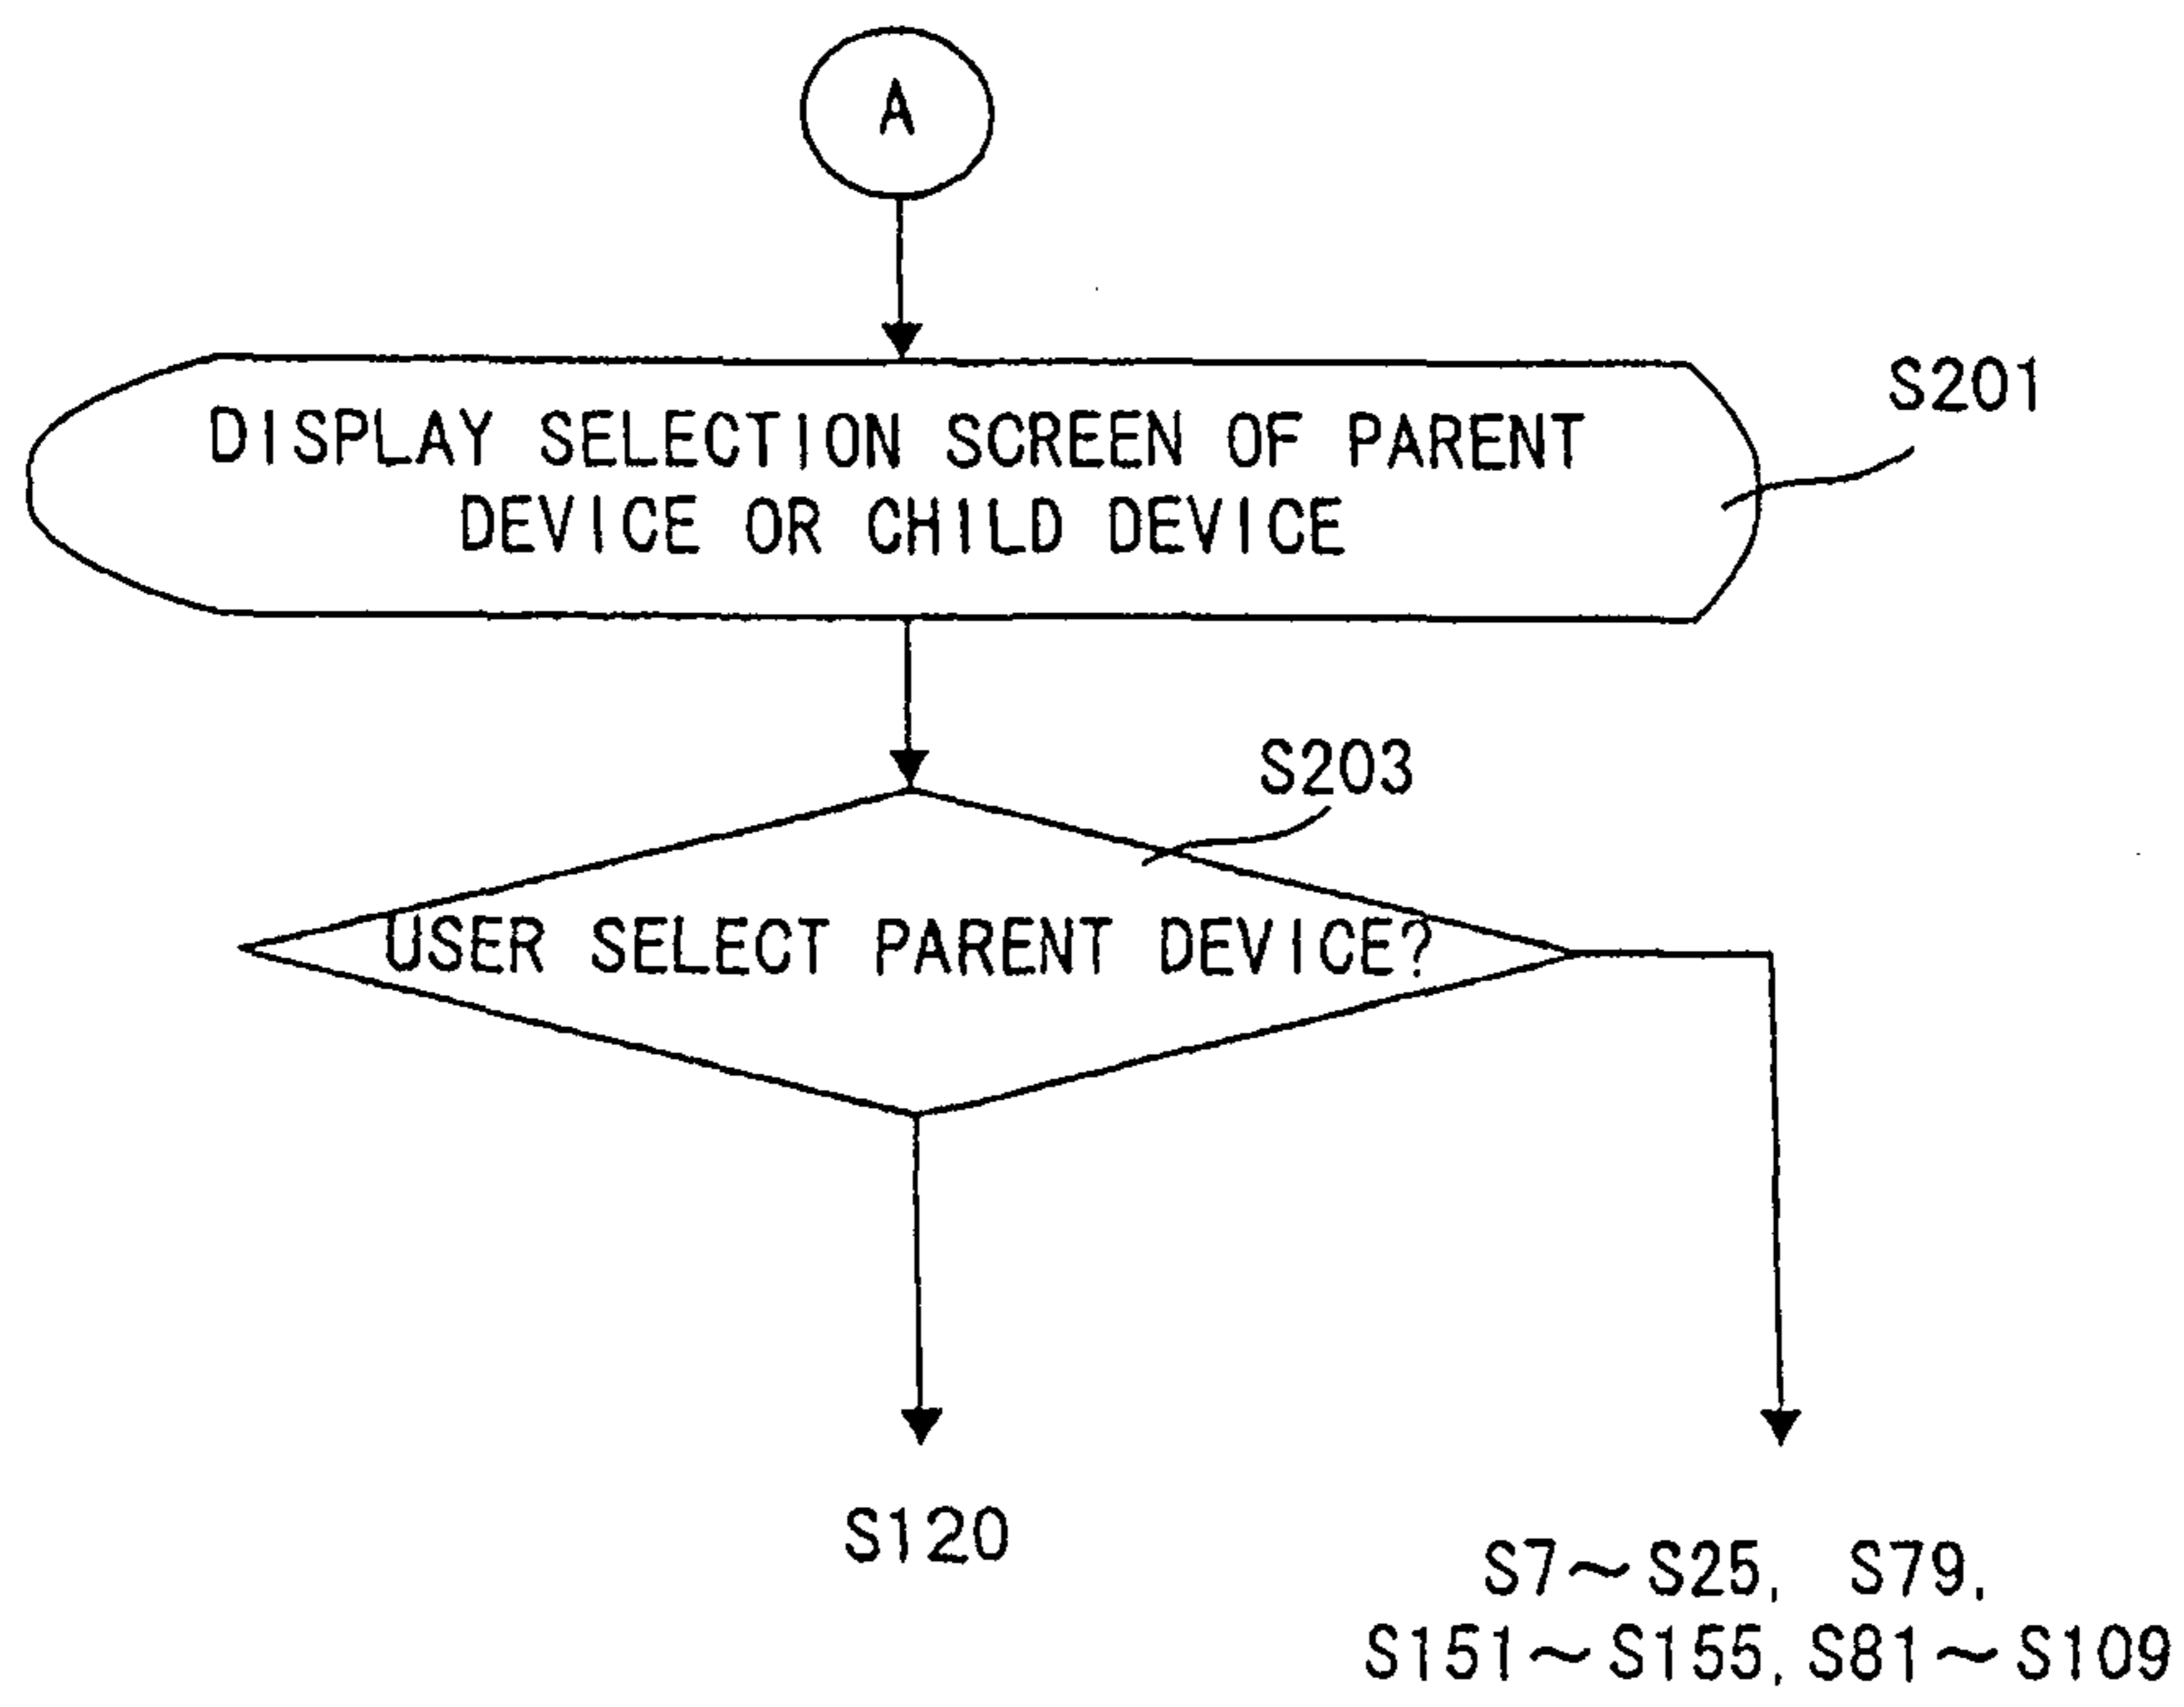 A
S201
DISPLAY SELECTION SCREEN OF PARENT
DEVICE OR CHILD DEVICE
S203
USER SELECT PARENT DEVICE?
S120
S7～S25, S79,
S151～S155, S81～S109